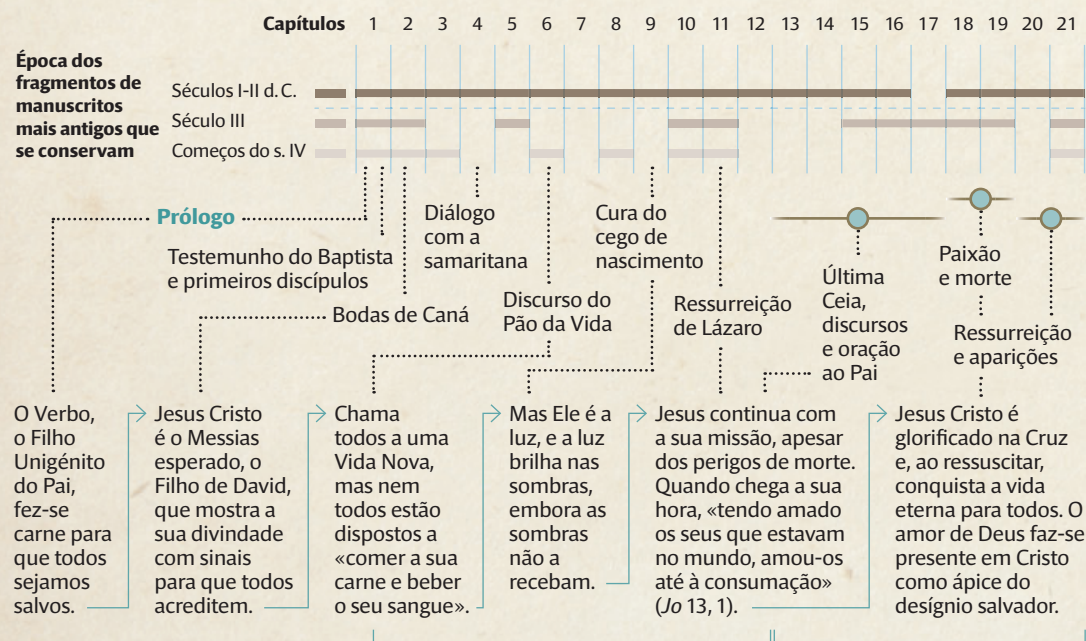 Capítulos 1 2 3 4 5 6 7 8 9 10 11 12 13 14 15 16 17 18 19 20 21
Época dos
fragmentos de
manuscritos
mais antigos que
se conservam
Séculos I-II d. C.
Século III
Começos do s. IV
Prólogo
Testemunho do Baptista
e primeiros discípulos
Bodas de Caná
Diálogo
com a
samaritana
Discurso do
Pão da Vida
Cura do
cego de
nascimento
Ressurreição
de Lázaro
Última
Ceia,
discursos
e oração
ao Pai
Paixão
e morte
Ressurreição
e aparições
O Verbo,
o Filho
Unigénito
do Pai,
fez-se
carne para
que todos
sejamos
salvos.
Jesus Cristo
é o Messias
esperado, o
Filho de David,
que mostra a
sua divindade
com sinais
para que todos
acreditem.
Chama
todos a uma
Vida Nova,
mas nem
todos estão
dispostos a
«comer a sua
carne e beber
o seu sangue».
Mas Ele é a
luz, e a luz
brilha nas
sombras,
embora as
sombras
não a
recebam.
Jesus continua com
a sua missão, apesar
dos perigos de morte.
Quando chega a sua
hora, «tendo amado
os seus que estavam
no mundo, amou-os
até à consumação»
(Jo 13, 1).
Jesus Cristo é
glorificado na Cruz
e, ao ressuscitar,
conquista a vida
eterna para todos. O
amor de Deus faz-se
presente em Cristo
como ápice do
desígnio salvador.